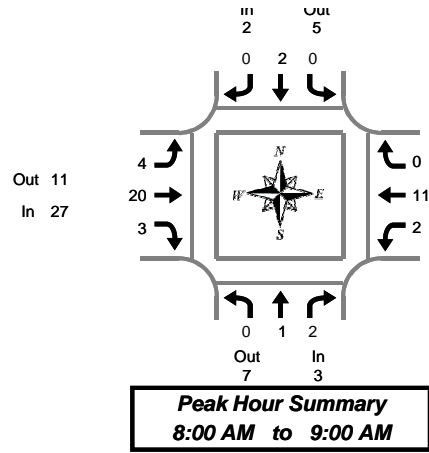 In Out
2 5
0 2 0
N
4 0
Out 11
W E
20 11
In 27
3 2
S
0 1 2
Out In
7 3
Peak Hour Summary
8:00 AM to 9:00 AM